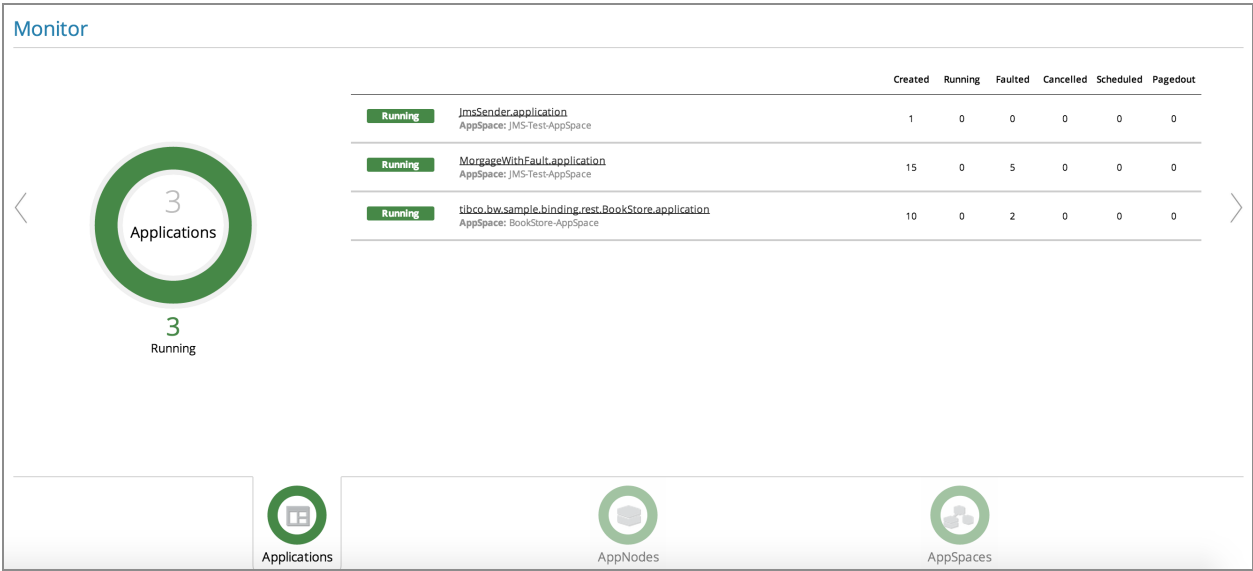 Monitor
Created Running Faulted Cancelled Scheduled Pagedout
Running JmsSender.application 1 0 0 0 0 0
AppSpace: JMS-Test-AppSpace
Running MorgageWithFault.application 15 0 5 0 0 0
AppSpace: JMS-Test-AppSpace
Running tibco.bw.sample.binding.rest.BookStore.application 10 0 2 0 0 0
AppSpace: BookStore-AppSpace
3
Applications
3
Running
Applications AppNodes AppSpaces